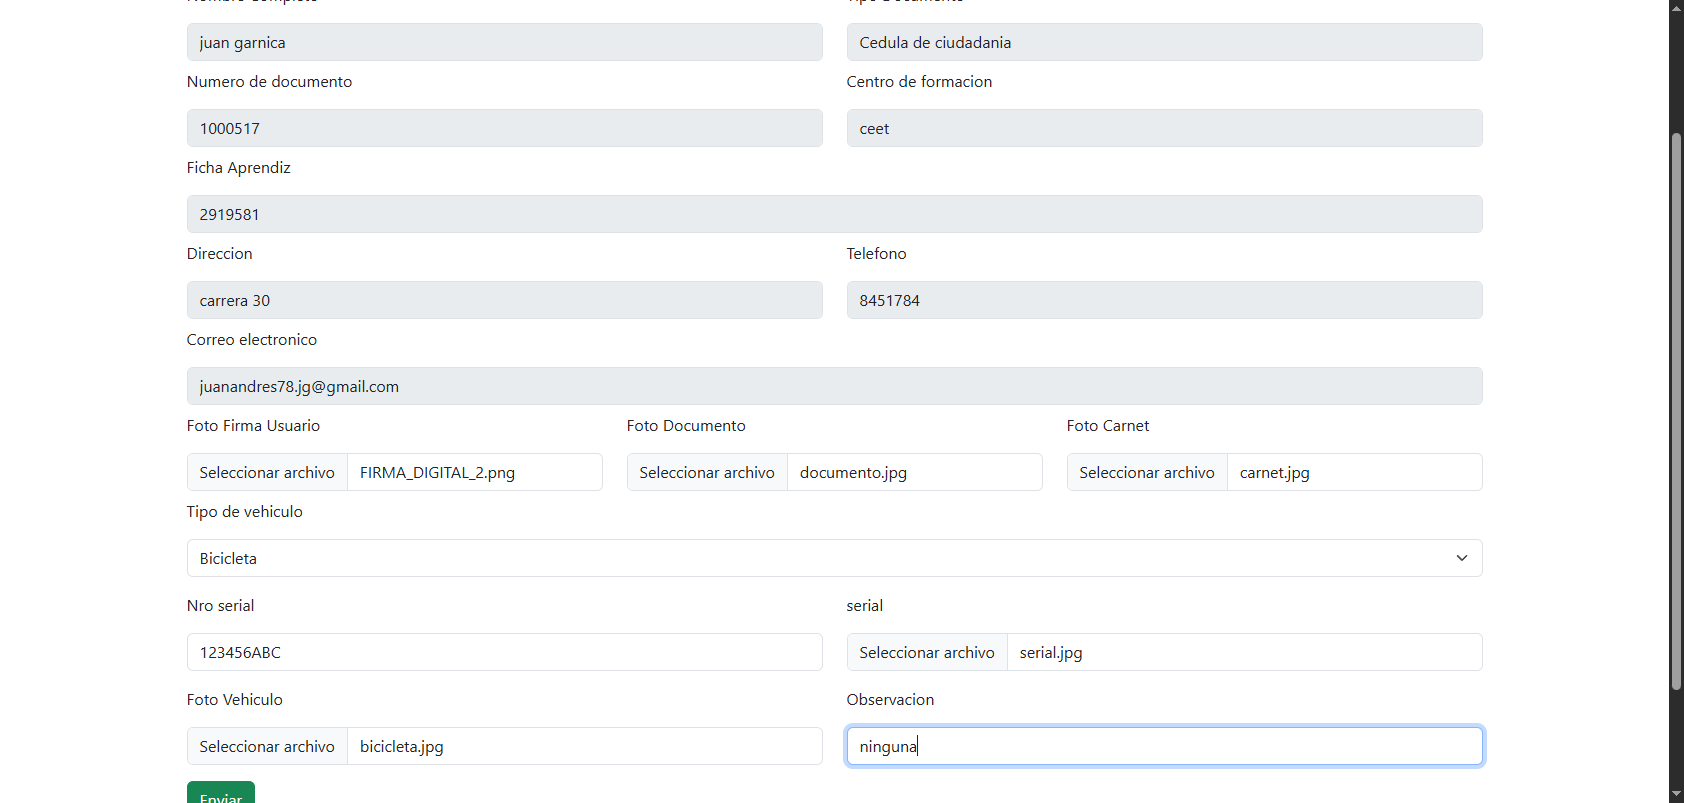 juan garnica
Cedula de ciudadania
Numero de documento
Centro de formacion
1000517
ceet
Ficha Aprendiz
2919581
Direccion
Telefono
carrera 30
8451784
Correo electronico
juanandres78.jg@gmail.com
Foto Firma Usuario
Foto Documento
Foto Carnet
Seleccionar archivo FIRMA_DIGITAL_2.png
Seleccionar archivo documento.jpg
Seleccionar archivo carnet.jpg
Tipo de vehiculo
Bicicleta
Nro serial
serial
123456ABC
Seleccionar archivo serial.jpg
Foto Vehiculo
Observacion
Seleccionar archivo bicicleta.jpg
ninguna
Enviar